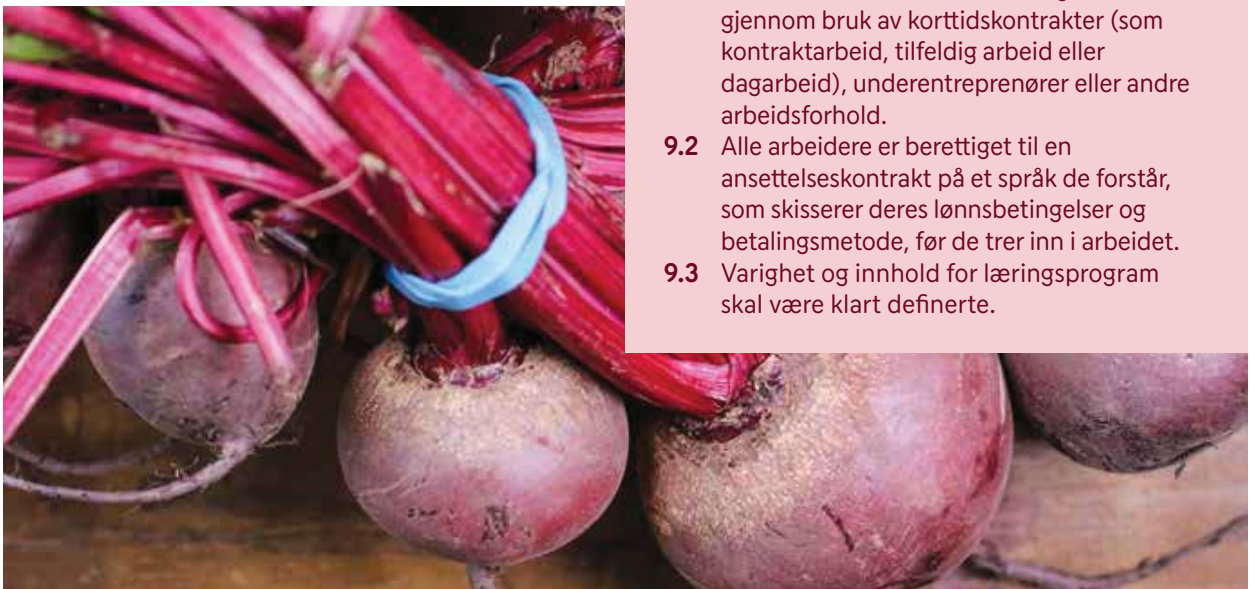 gjennom bruk av korttidskontrakter (som
kontraktarbeid, tilfeldig arbeid eller
dagarbeid), underentreprenører eller andre
arbeidsforhold.
9.2 Alle arbeidere er berettiget til en
ansettelseskontrakt på et språk de forstår,
som skisserer deres lønnsbetingelser og
betalingsmetode, før de trer inn i arbeidet.
9.3 Varighet og innhold for læringsprogram
skal være klart definerte.